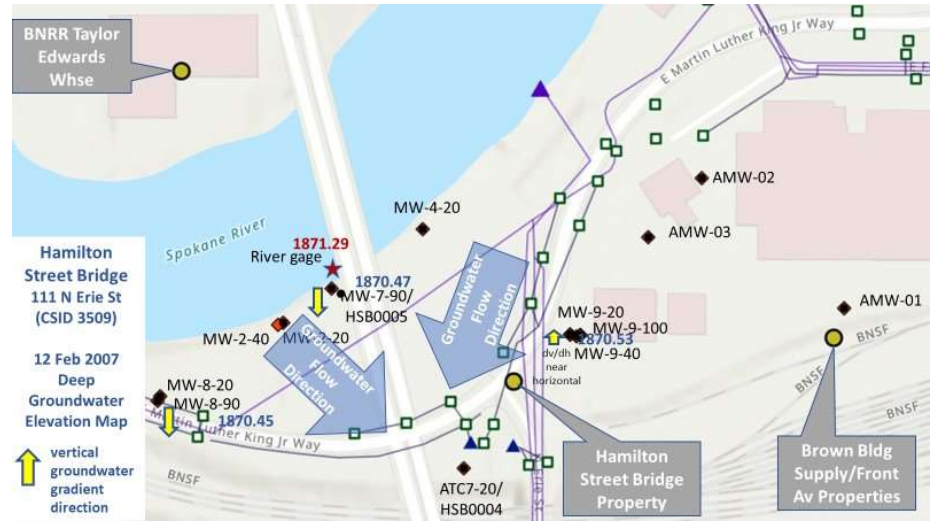 BNRR Taylor
Edwards
Whse
E Martin Luther King Jr Way
AMW-02
MW-4-20
AMW-03
Spokane River
1871.29
River gage
Hamilton
Street Bridge
111 N Erie St
(CSID 3509)
12 Feb 2007
Deep
Groundwater
Elevation Map
vertical
groundwater
gradient
direction
1870.47
MW-7-90/
HSB0005
Groundwater
Flow
Direction
AMW-01
MW-9-20
MW-9-100
1870.53
MW-9-40
dv/dh
near
horizontal
MW-2-40
Groundwater
Flow
Direction
BNSF
BNSF
BNSF
MW-8-20
MW-8-90
1870.45
Martin Luther King Jr Way
BNSF
BNSF
ATC7-20/
HSB0004
Hamilton
Street Bridge
Property
Brown Bldg
Supply/Front
Av Properties